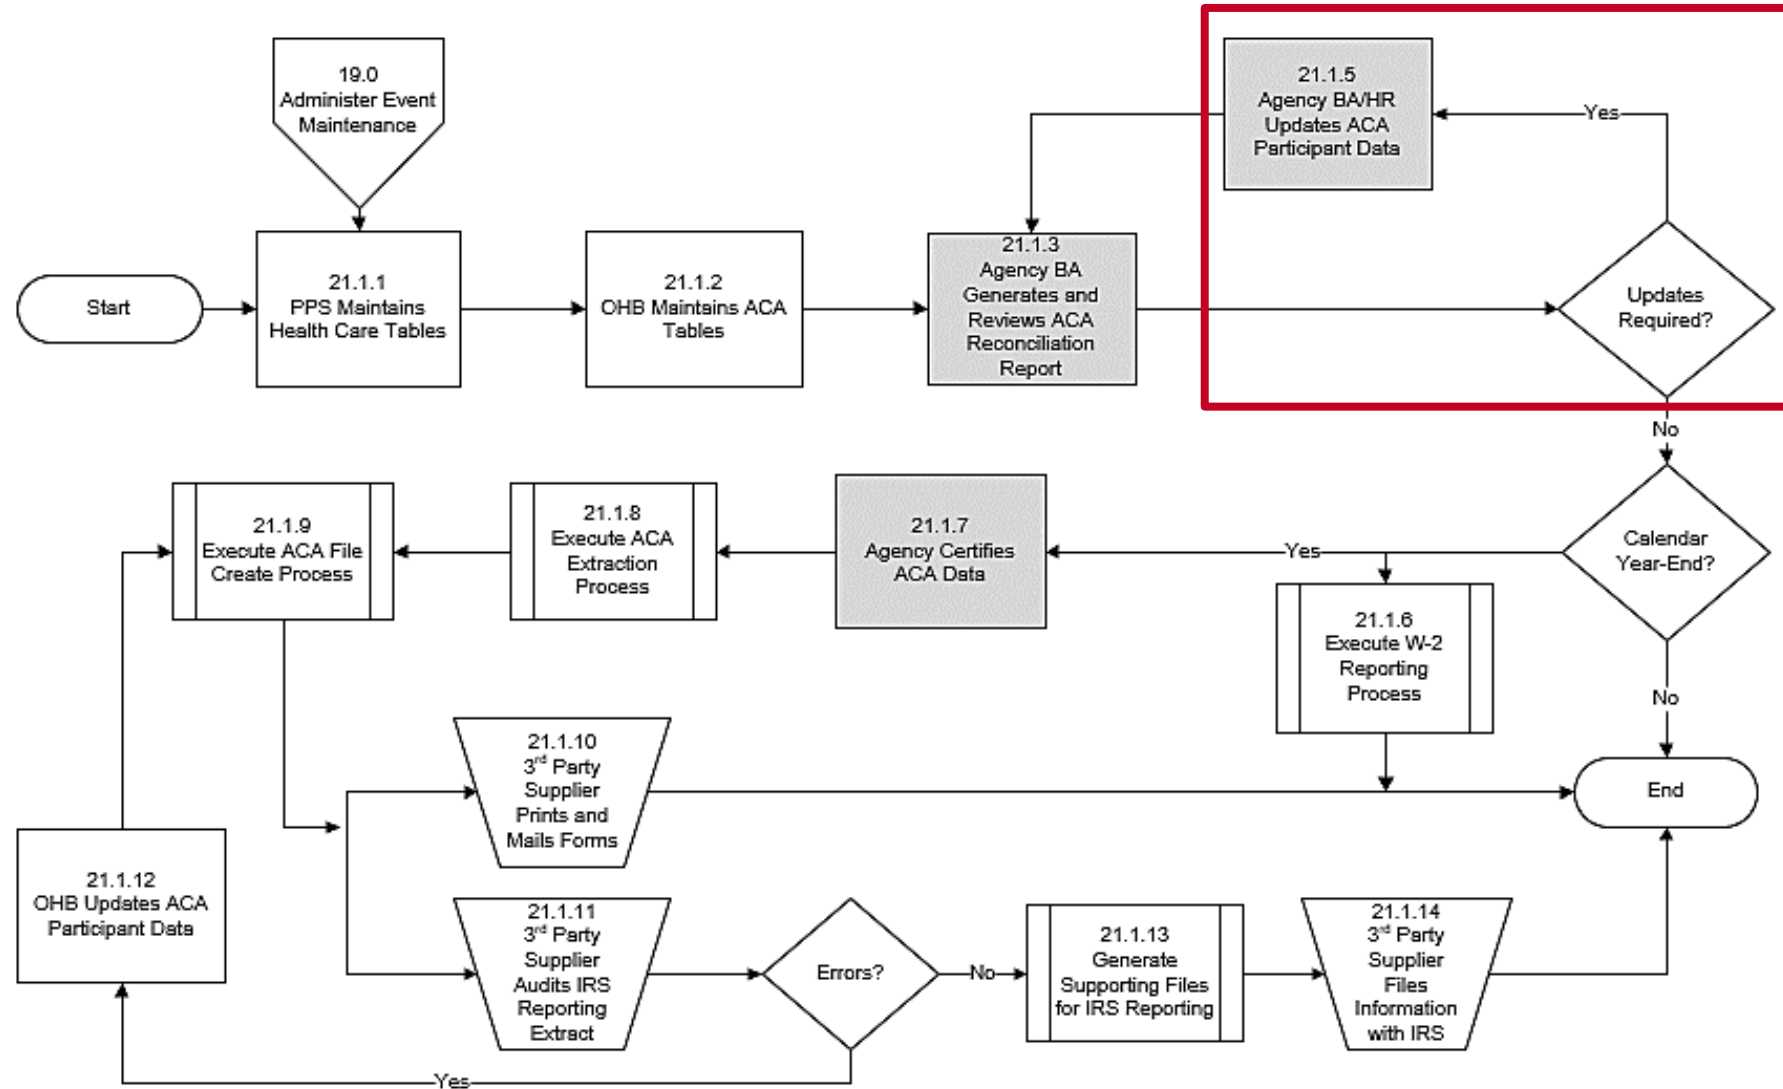 19.0
Administer Event
Maintenance
21.1.5
Agency BA/HR
Updates ACA
Participant Data
Yes
Start
21.1.1
PPS Maintains
Health Care Tables
21.1.2
OHB Maintains ACA
Tables
21.1.3
Agency BA
Generates and
Reviews ACA
Reconciliation
Report
Updates
Required?
No
21.1.9
Execute ACA File
Create Process
21.1.8
Execute ACA
Extraction
Process
21.1.7
Agency Certifies
ACA Data
Yes
Calendar
Year-End?
21.1.6
Execute W-2
Reporting
Process
No
21.1.10
3rd Party
Supplier
Prints and
Mails Forms
End
21.1.12
OHB Updates ACA
Participant Data
21.1.11
3rd Party
Supplier
Audits IRS
Reporting
Extract
Errors?
No
21.1.13
Generate
Supporting Files
for IRS Reporting
21.1.14
3rd Party
Supplier
Files
Information
with IRS
Yes